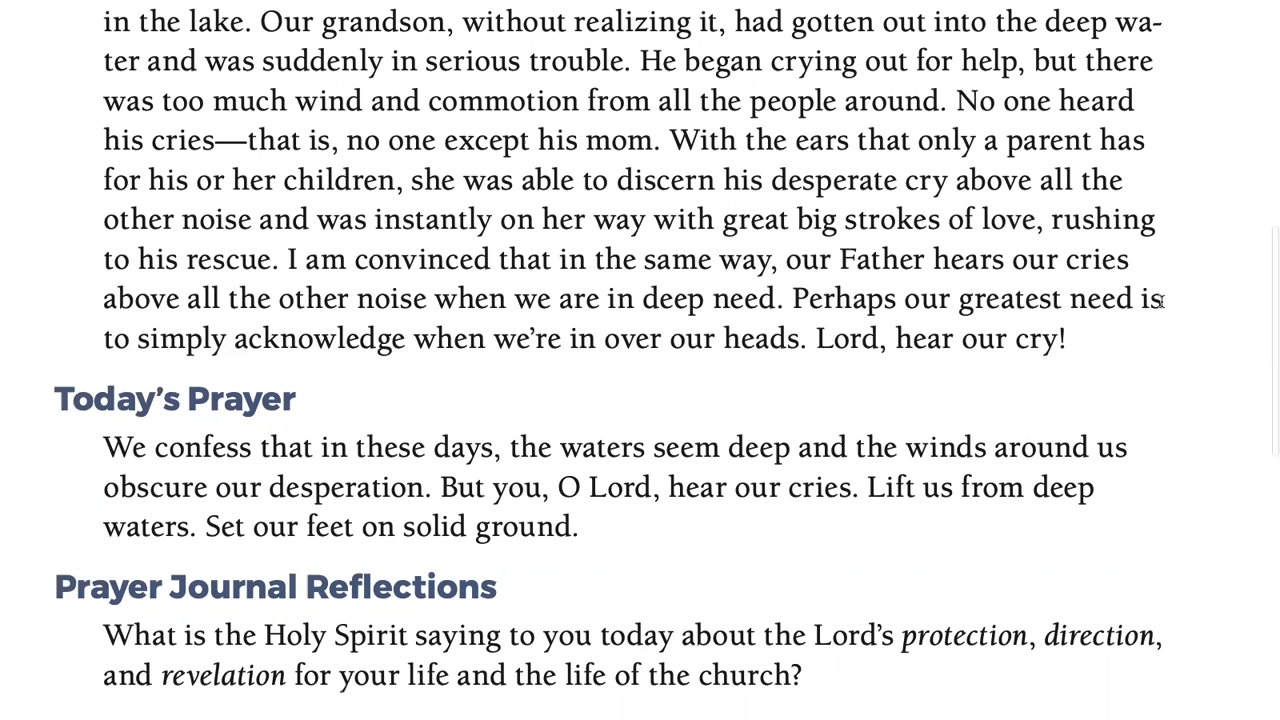 in the lake. Our grandson, without realizing it, had gotten out into the deep wa-
ter and was suddenly in serious trouble. He began crying out for help, but there
was too much wind and commotion from all the people around. No one heard
his cries—that is, no one except his mom. With the ears that only a parent has
for his or her children, she was able to discern his desperate cry above all the
other noise and was instantly on her way with great big strokes of love, rushing
to his rescue. I am convinced that in the same way, our Father hears our cries
above all the other noise when we are in deep need. Perhaps our greatest need is
to simply acknowledge when we’re in over our heads. Lord, hear our cry!
Today’s Prayer
We confess that in these days, the waters seem deep and the winds around us
obscure our desperation. But you, O Lord, hear our cries. Lift us from deep
waters. Set our feet on solid ground.
Prayer Journal Reflections
What is the Holy Spirit saying to you today about the Lord’s protection, direction,
and revelation for your life and the life of the church?